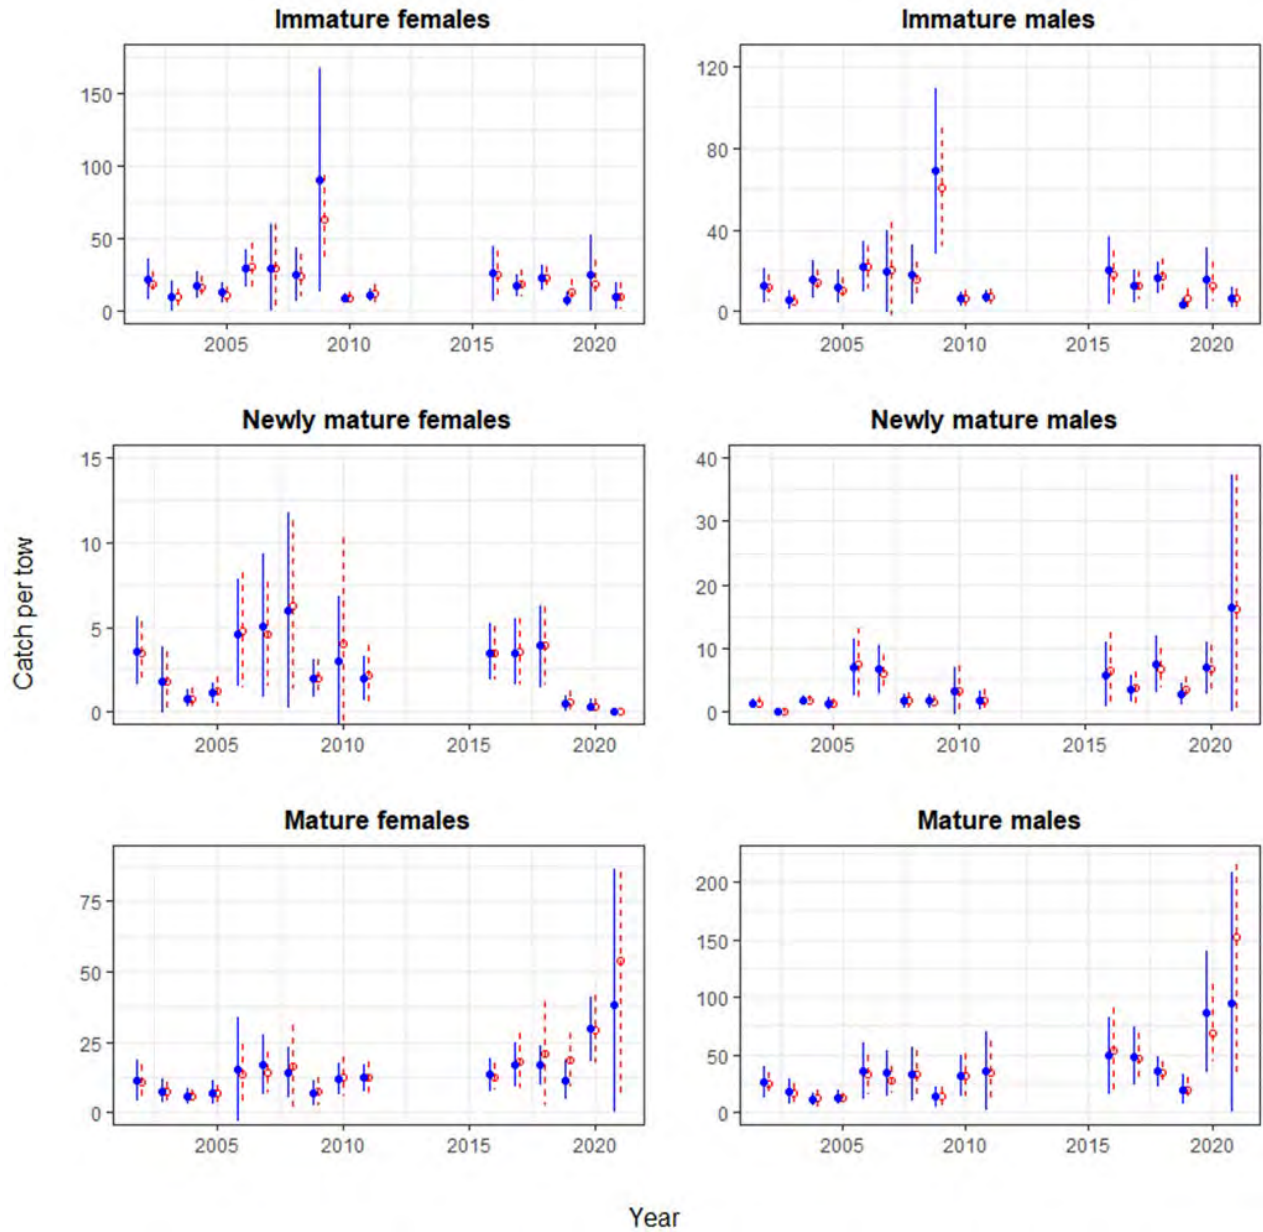 Immature females
Immature males
150
100
50
0
120
80
40
0
2005 2010 2015 2020
2005 2010 2015 2020
Newly mature females
Newly mature males
15
10
5
0
40
30
20
10
0
2005 2010 2015 2020
2005 2010 2015 2020
Catch per tow
Mature females
Mature males
75
50
25
0
200
150
100
50
0
2005 2010 2015 2020
2005 2010 2015 2020
Year